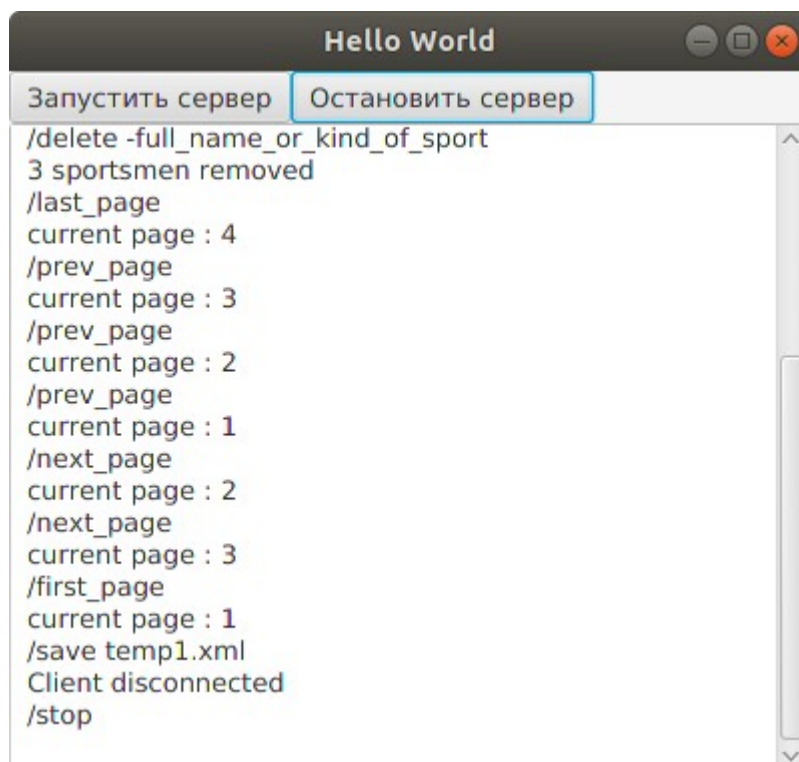 Hello World
Запустить сервер Остановить сервер
/delete -full_name_or_kind_of_sport
3 sportsmen removed
/last_page
current page : 4
/prev_page
current page : 3
/prev_page
current page : 2
/prev_page
current page : 1
/next_page
current page : 2
/next_page
current page : 3
/first_page
current page : 1
/save temp1.xml
Client disconnected
/stop